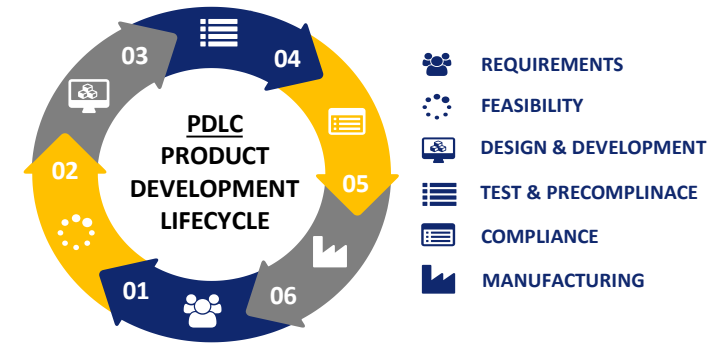 03
04
02
05
01
06
PDLC
PRODUCT
DEVELOPMENT
LIFECYCLE
REQUIREMENTS
FEASIBILITY
DESIGN & DEVELOPMENT
TEST & PRECOMPLINACE
COMPLIANCE
MANUFACTURING